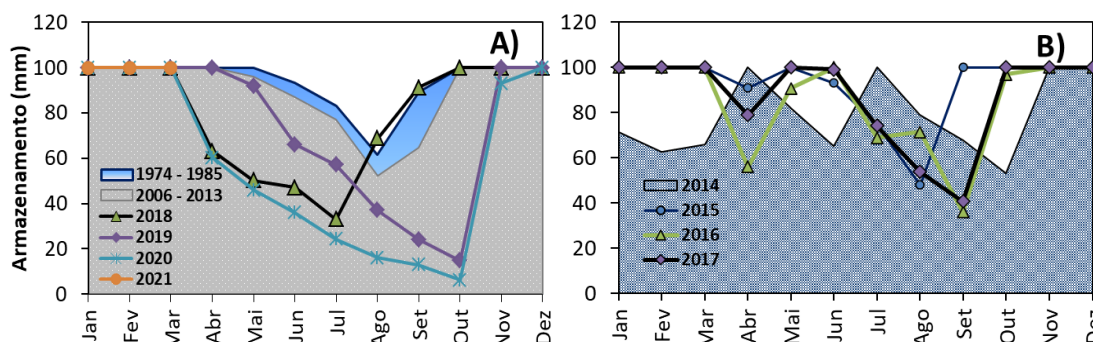 Armazenamento (mm)
120
100
80
60
40
20
0
A)
1974 - 1985
2006 - 2013
2018
2019
2020
2021
Jan
Fev
Mar
Abr
Mai
Jun
Jul
Ago
Set
Out
Nov
Dez
120
100
80
60
40
20
0
B)
2014
2015
2016
2017
Jan
Fev
Mar
Abr
Mai
Jun
Jul
Ago
Set
Out
Nov
Dez